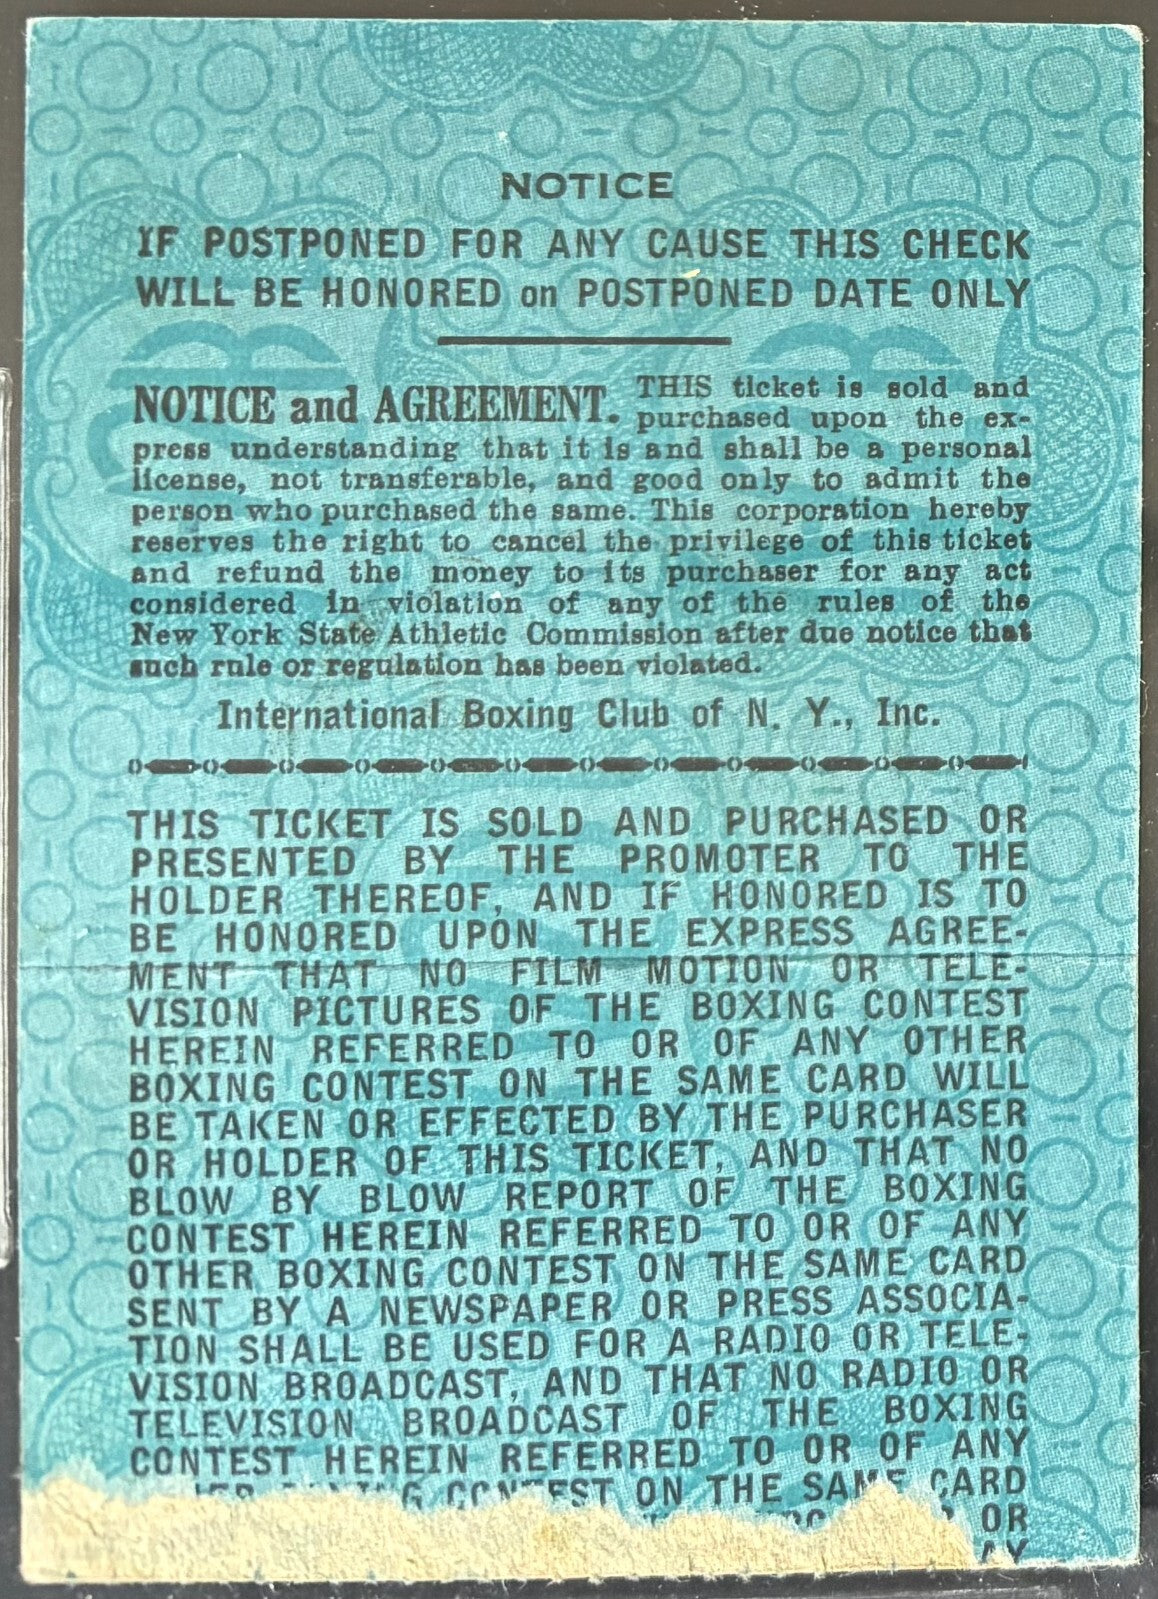 NOTICE
IF POSTPONED FOR ANY CAUSE THIS CHECK
WILL BE HONORED on POSTPONED DATE ONLY
NOTICE and AGREEMENT. THIS ticket is sold and
purchased upon the ex-
press understanding that it is and shall be a personal
license, not transferable, and good only to admit the
person who purchased the same. This corporation hereby
reserves the right to cancel the privilege of this ticket
and refund the money to its purchaser for any act
considered in violation of any of the rules of the
New York State Athletic Commission after due notice that
such rule or regulation has been violated.
International Boxing Club of N. Y., Inc.
THIS TICKET IS SOLD AND PURCHASED OR
PRESENTED BY THE PROMOTER TO THE
HOLDER THEREOF, AND IF HONORED IS TO
BE HONORED UPON THE EXPRESS AGREE-
MENT THAT NO FILM MOTION OR TELE-
VISION PICTURES OF THE BOXING CONTEST
HEREIN REFERRED TO OR OF ANY OTHER
BOXING CONTEST ON THE SAME CARD WILL
BE TAKEN OR EFFECTED BY THE PURCHASER
OR HOLDER OF THIS TICKET, AND THAT NO
BLOW BY BLOW REPORT OF THE BOXING
CONTEST HEREIN REFERRED TO OR OF ANY
OTHER BOXING CONTEST ON THE SAME CARD
SENT BY A NEWSPAPER OR PRESS ASSOCIA-
TION SHALL BE USED FOR A RADIO OR TELE-
VISION BROADCAST, AND THAT NO RADIO OR
TELEVISION BROADCAST OF THE BOXING
CONTEST HEREIN REFERRED TO OR OF ANY
CONTEST ON THE SAME CARD
OR